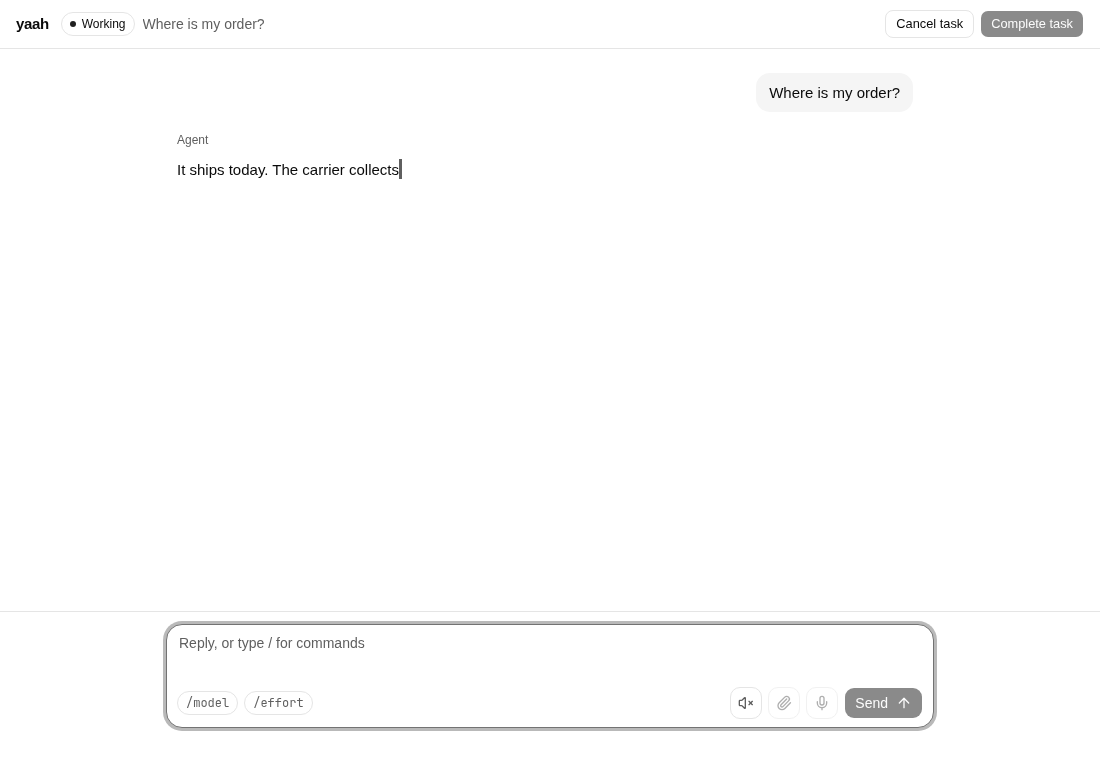 yaah
Working
Where is my order?
Cancel task
Complete task
Where is my order?
Agent
It ships today. The carrier collects
Reply, or type / for commands
/model
/effort
Send